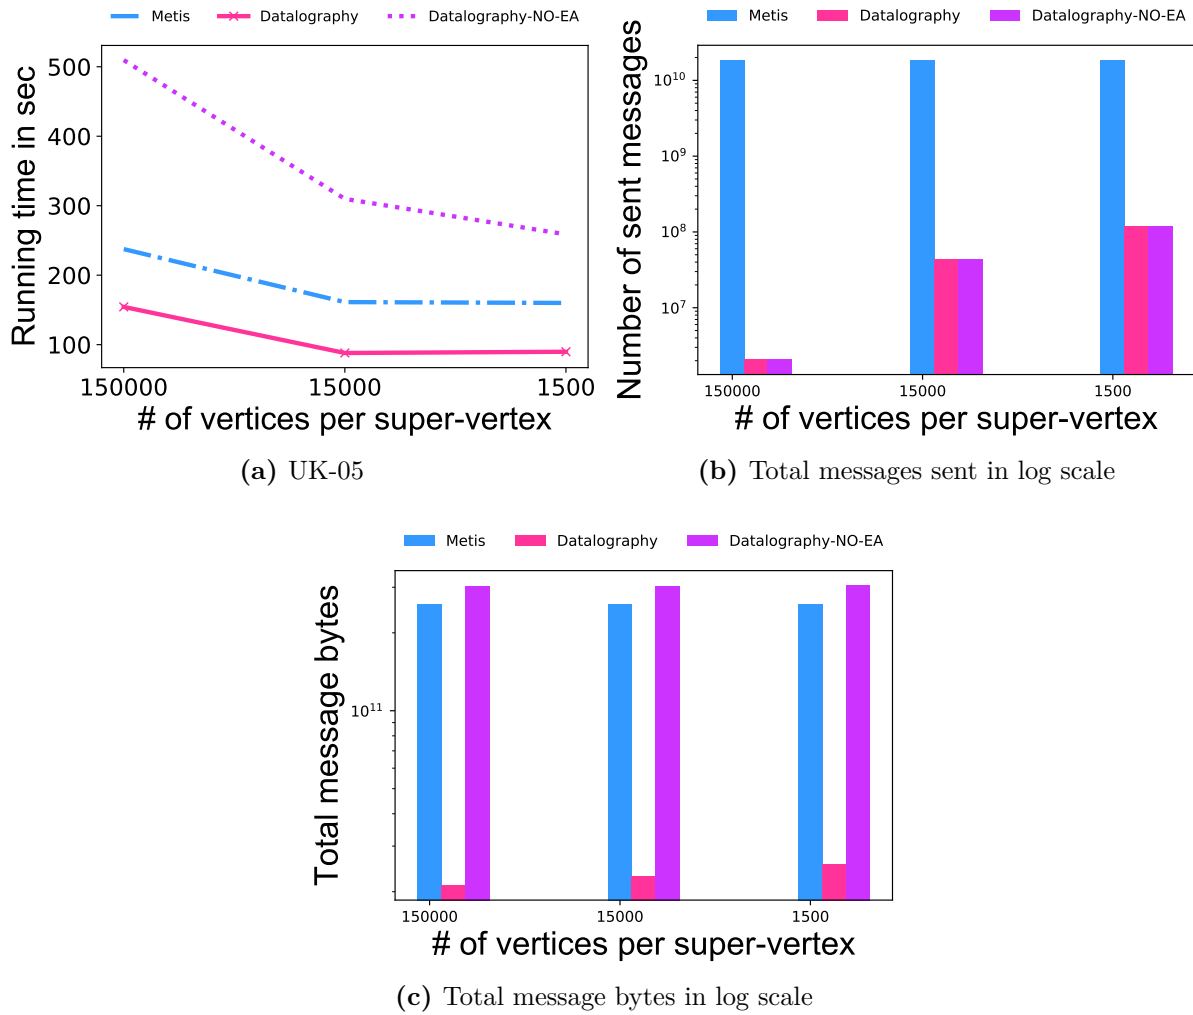 Metis Datalography Datalography-NO-EA
Running time in sec
500
400
300
200
100
150000 15000 1500
# of vertices per super-vertex
(a) UK-05
Metis Datalography Datalography-NO-EA
Number of sent messages
10^10
10^9
10^8
10^7
150000 15000 1500
# of vertices per super-vertex
(b) Total messages sent in log scale
Metis Datalography Datalography-NO-EA
Total message bytes
10^11
150000 15000 1500
# of vertices per super-vertex
(c) Total message bytes in log scale